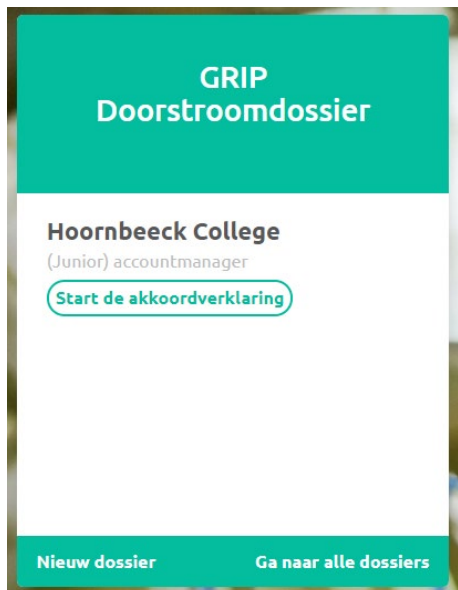 GRIP
Doorstroomdossier
Hoornbeeck College
(Junior) accountmanager
Start de akkoordverklaring
Nieuw dossier
Ga naar alle dossiers